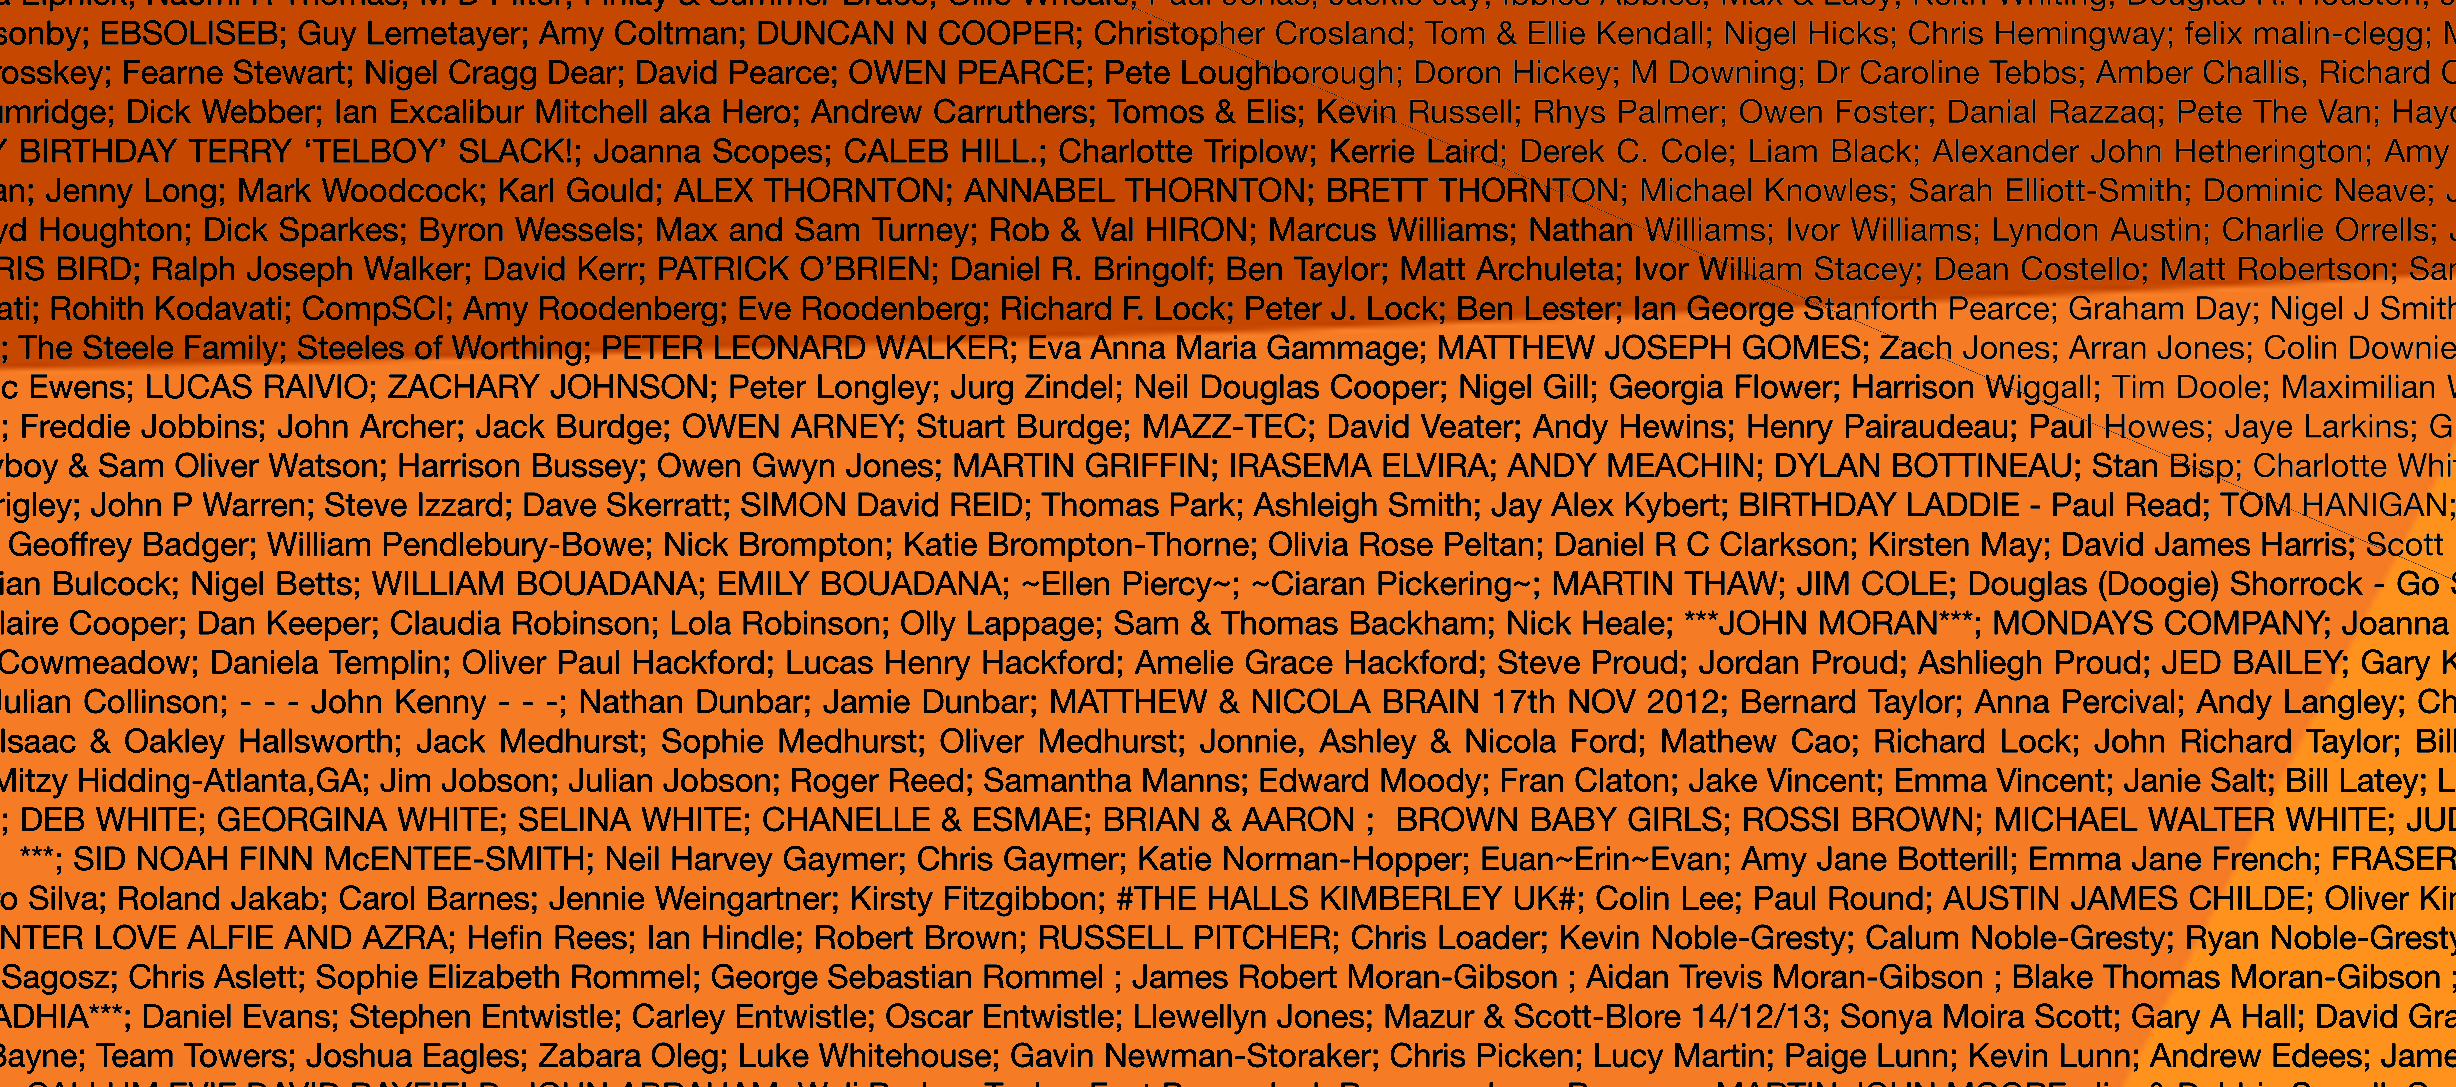 Lipnick; Naomi R Thomas; M D Pilter; Finlay & Summer Bruce; Ollie Wheals; Paul Jonas; Jackie Jay; Ibbies Abbies; Max & Lucy; Keith Whiting; Douglas R. Houston;
sonby; EBSOLISEB; Guy Lemetayer; Amy Coltman; DUNCAN N COOPER; Christopher Crosland; Tom & Ellie Kendall; Nigel Hicks; Chris Hemingway; felix malin-clegg;
rosskey; Fearne Stewart; Nigel Cragg Dear; David Pearce; OWEN PEARCE; Pete Loughborough; Doron Hickey; M Downing; Dr Caroline Tebbs; Amber Challis, Richard
umridge; Dick Webber; Ian Excalibur Mitchell aka Hero; Andrew Carruthers; Tomos & Elis; Kevin Russell; Rhys Palmer; Owen Foster; Danial Razzaq; Pete The Van; Hayd
Y BIRTHDAY TERRY ‘TELBOY’ SLACK!; Joanna Scopes; CALEB HILL.; Charlotte Triplow; Kerrie Laird; Derek C. Cole; Liam Black; Alexander John Hetherington; Amy
an; Jenny Long; Mark Woodcock; Karl Gould; ALEX THORNTON; ANNABEL THORNTON; BRETT THORNTON; Michael Knowles; Sarah Elliott-Smith; Dominic Neave; J
yd Houghton; Dick Sparkes; Byron Wessels; Max and Sam Turney; Rob & Val HIRON; Marcus Williams; Nathan Williams; Ivor Williams; Lyndon Austin; Charlie Orrells; J
RIS BIRD; Ralph Joseph Walker; David Kerr; PATRICK O’BRIEN; Daniel R. Bringolf; Ben Taylor; Matt Archuleta; Ivor William Stacey; Dean Costello; Matt Robertson; Sar
ati; Rohith Kodavati; CompSCI; Amy Roodenberg; Eve Roodenberg; Richard F. Lock; Peter J. Lock; Ben Lester; Ian George Stanforth Pearce; Graham Day; Nigel J Smith
; The Steele Family; Steeles of Worthing; PETER LEONARD WALKER; Eva Anna Maria Gammage; MATTHEW JOSEPH GOMES; Zach Jones; Arran Jones; Colin Downie
c Ewens; LUCAS RAIVIO; ZACHARY JOHNSON; Peter Longley; Jurg Zindel; Neil Douglas Cooper; Nigel Gill; Georgia Flower; Harrison Wiggall; Tim Doole; Maximilian
; Freddie Jobbins; John Archer; Jack Burdge; OWEN ARNEY; Stuart Burdge; MAZZ-TEC; David Veater; Andy Hewins; Henry Pairaudeau; Paul Howes; Jaye Larkins; G
yboy & Sam Oliver Watson; Harrison Bussey; Owen Gwyn Jones; MARTIN GRIFFIN; IRASEMA ELVIRA; ANDY MEACHIN; DYLAN BOTTINEAU; Stan Bisp; Charlotte Whi
rigley; John P Warren; Steve Izzard; Dave Skerratt; SIMON David REID; Thomas Park; Ashleigh Smith; Jay Alex Kybert; BIRTHDAY LADDIE - Paul Read; TOM HANIGAN;
Geoffrey Badger; William Pendlebury-Bowe; Nick Brompton; Katie Brompton-Thorne; Olivia Rose Peltan; Daniel R C Clarkson; Kirsten May; David James Harris; Scott
ian Bulcock; Nigel Betts; WILLIAM BOUADANA; EMILY BOUADANA; ~Ellen Piercy~; ~Ciaran Pickering~; MARTIN THAW; JIM COLE; Douglas (Doogie) Shorrock - Go
laire Cooper; Dan Keeper; Claudia Robinson; Lola Robinson; Olly Lappage; Sam & Thomas Backham; Nick Heale; ***JOHN MORAN***; MONDAYS COMPANY; Joanna
Cowmeadow; Daniela Templin; Oliver Paul Hackford; Lucas Henry Hackford; Amelie Grace Hackford; Steve Proud; Jordan Proud; Ashliegh Proud; JED BAILEY; Gary K
Julian Collinson; - - - John Kenny - - -; Nathan Dunbar; Jamie Dunbar; MATTHEW & NICOLA BRAIN 17th NOV 2012; Bernard Taylor; Anna Percival; Andy Langley; Ch
Isaac & Oakley Hallsworth; Jack Medhurst; Sophie Medhurst; Oliver Medhurst; Jonnie, Ashley & Nicola Ford; Mathew Cao; Richard Lock; John Richard Taylor; Bill
Mitzy Hidding-Atlanta,GA; Jim Jobson; Julian Jobson; Roger Reed; Samantha Manns; Edward Moody; Fran Claton; Jake Vincent; Emma Vincent; Janie Salt; Bill Latey; L
; DEB WHITE; GEORGINA WHITE; SELINA WHITE; CHANELLE & ESMAE; BRIAN & AARON ; BROWN BABY GIRLS; ROSSI BROWN; MICHAEL WALTER WHITE; JUL
***; SID NOAH FINN McENTEE-SMITH; Neil Harvey Gaymer; Chris Gaymer; Katie Norman-Hopper; Euan~Erin~Evan; Amy Jane Botterill; Emma Jane French; FRASER
o Silva; Roland Jakab; Carol Barnes; Jennie Weingartner; Kirsty Fitzgibbon; #THE HALLS KIMBERLEY UK#; Colin Lee; Paul Round; AUSTIN JAMES CHILDE; Oliver Kir
NTER LOVE ALFIE AND AZRA; Hefin Rees; Ian Hindle; Robert Brown; RUSSELL PITCHER; Chris Loader; Kevin Noble-Gresty; Calum Noble-Gresty; Ryan Noble-Gresty
Sagosz; Chris Aslett; Sophie Elizabeth Rommel; George Sebastian Rommel ; James Robert Moran-Gibson ; Aidan Trevis Moran-Gibson ; Blake Thomas Moran-Gibson ;
ADHIA***; Daniel Evans; Stephen Entwistle; Carley Entwistle; Oscar Entwistle; Llewellyn Jones; Mazur & Scott-Blore 14/12/13; Sonya Moira Scott; Gary A Hall; David Gra
Bayne; Team Towers; Joshua Eagles; Zabara Oleg; Luke Whitehouse; Gavin Newman-Storaker; Chris Picken; Lucy Martin; Paige Lunn; Kevin Lunn; Andrew Edees; Jame